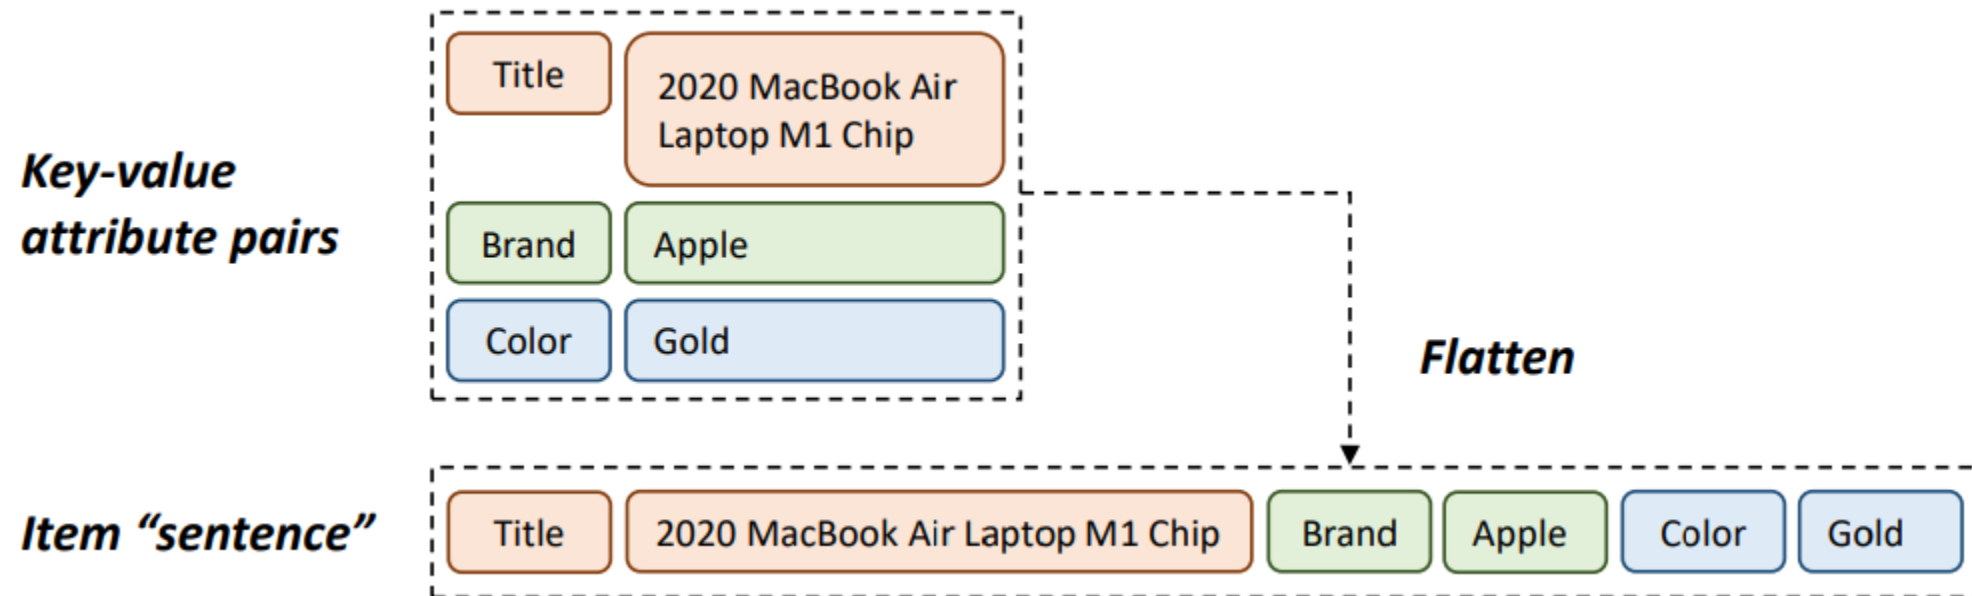 Key-value
attribute pairs
Title
2020 MacBook Air
Laptop M1 Chip
Brand
Apple
Color
Gold
Flatten
Item “sentence”
Title
2020 MacBook Air Laptop M1 Chip
Brand
Apple
Color
Gold